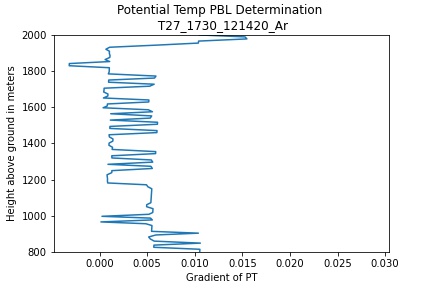 Potential Temp PBL Determination
T27_1730_121420_Ar
2000
1800
1600
1400
1200
1000
800
Height above ground in meters
0.000 0.005 0.010 0.015 0.020 0.025 0.030
Gradient of PT